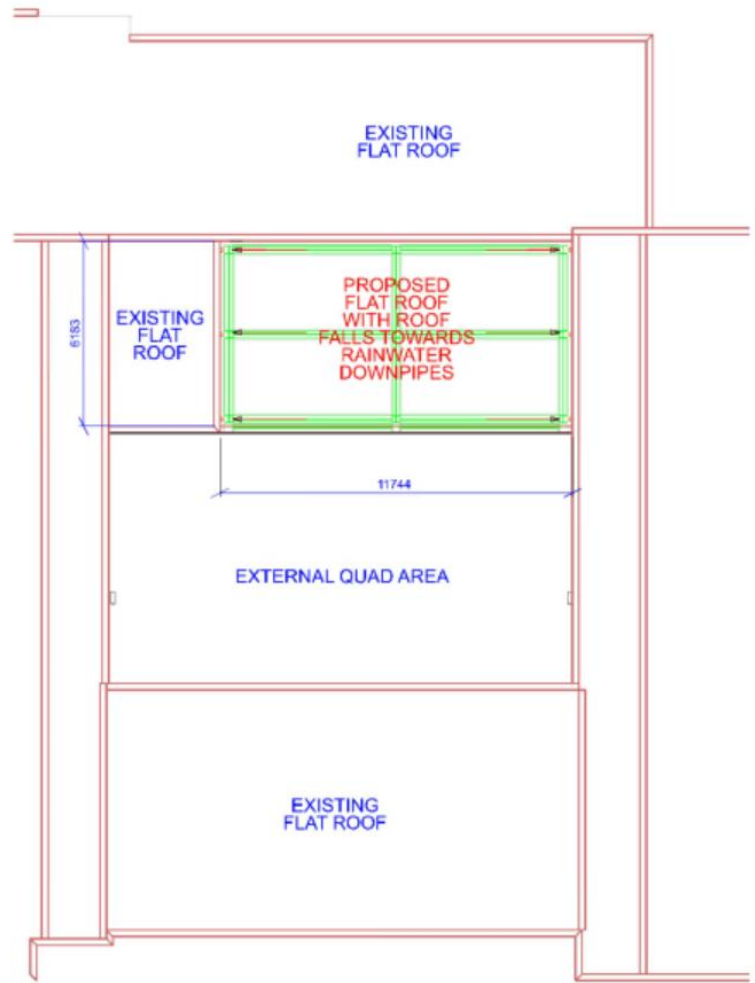 EXISTING
FLAT ROOF
EXISTING
FLAT
ROOF
PROPOSED
FLAT ROOF
WITH ROOF
FALLS TOWARDS
RAINWATER
DOWNPIPES
6183
11744
EXTERNAL QUAD AREA
EXISTING
FLAT ROOF